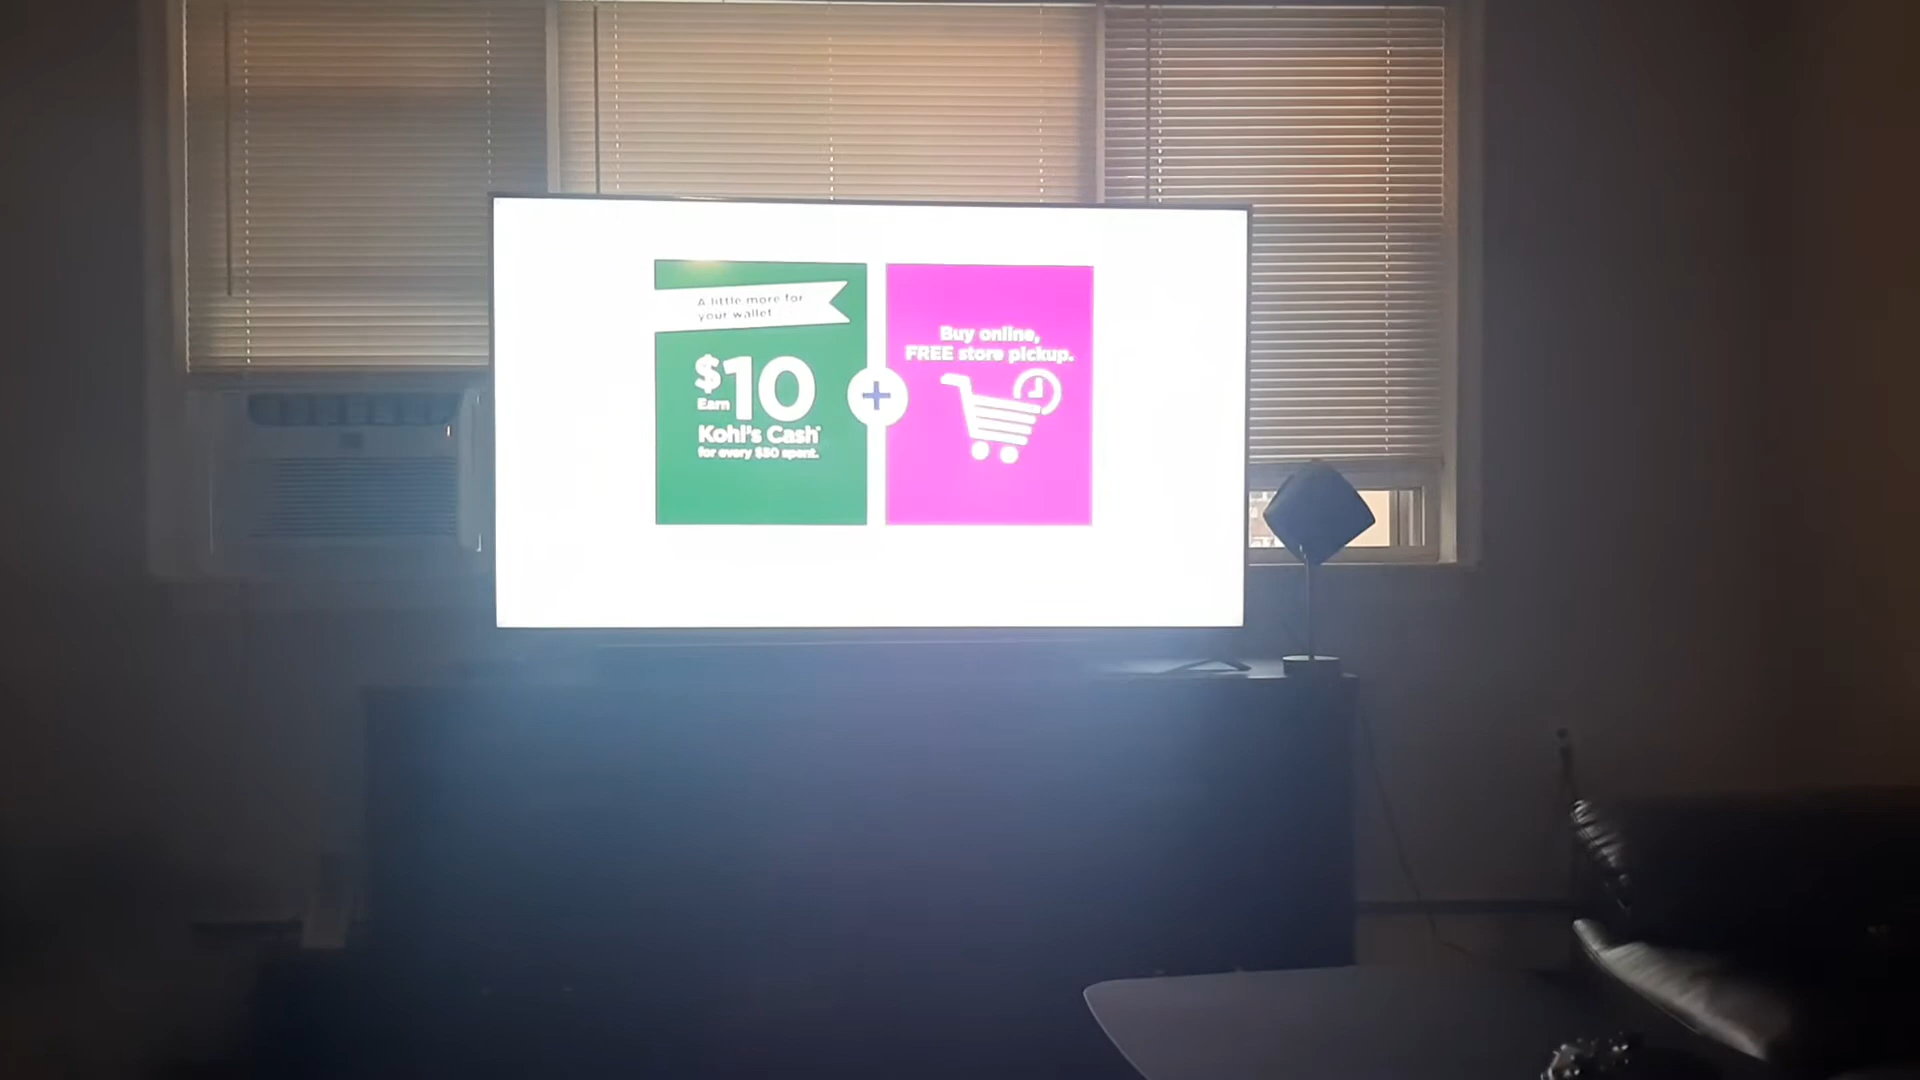 A little more for
your wallet
$10
Earn
Kohl's Cash*
for every $50 spent.
+
Buy online,
FREE store pickup.